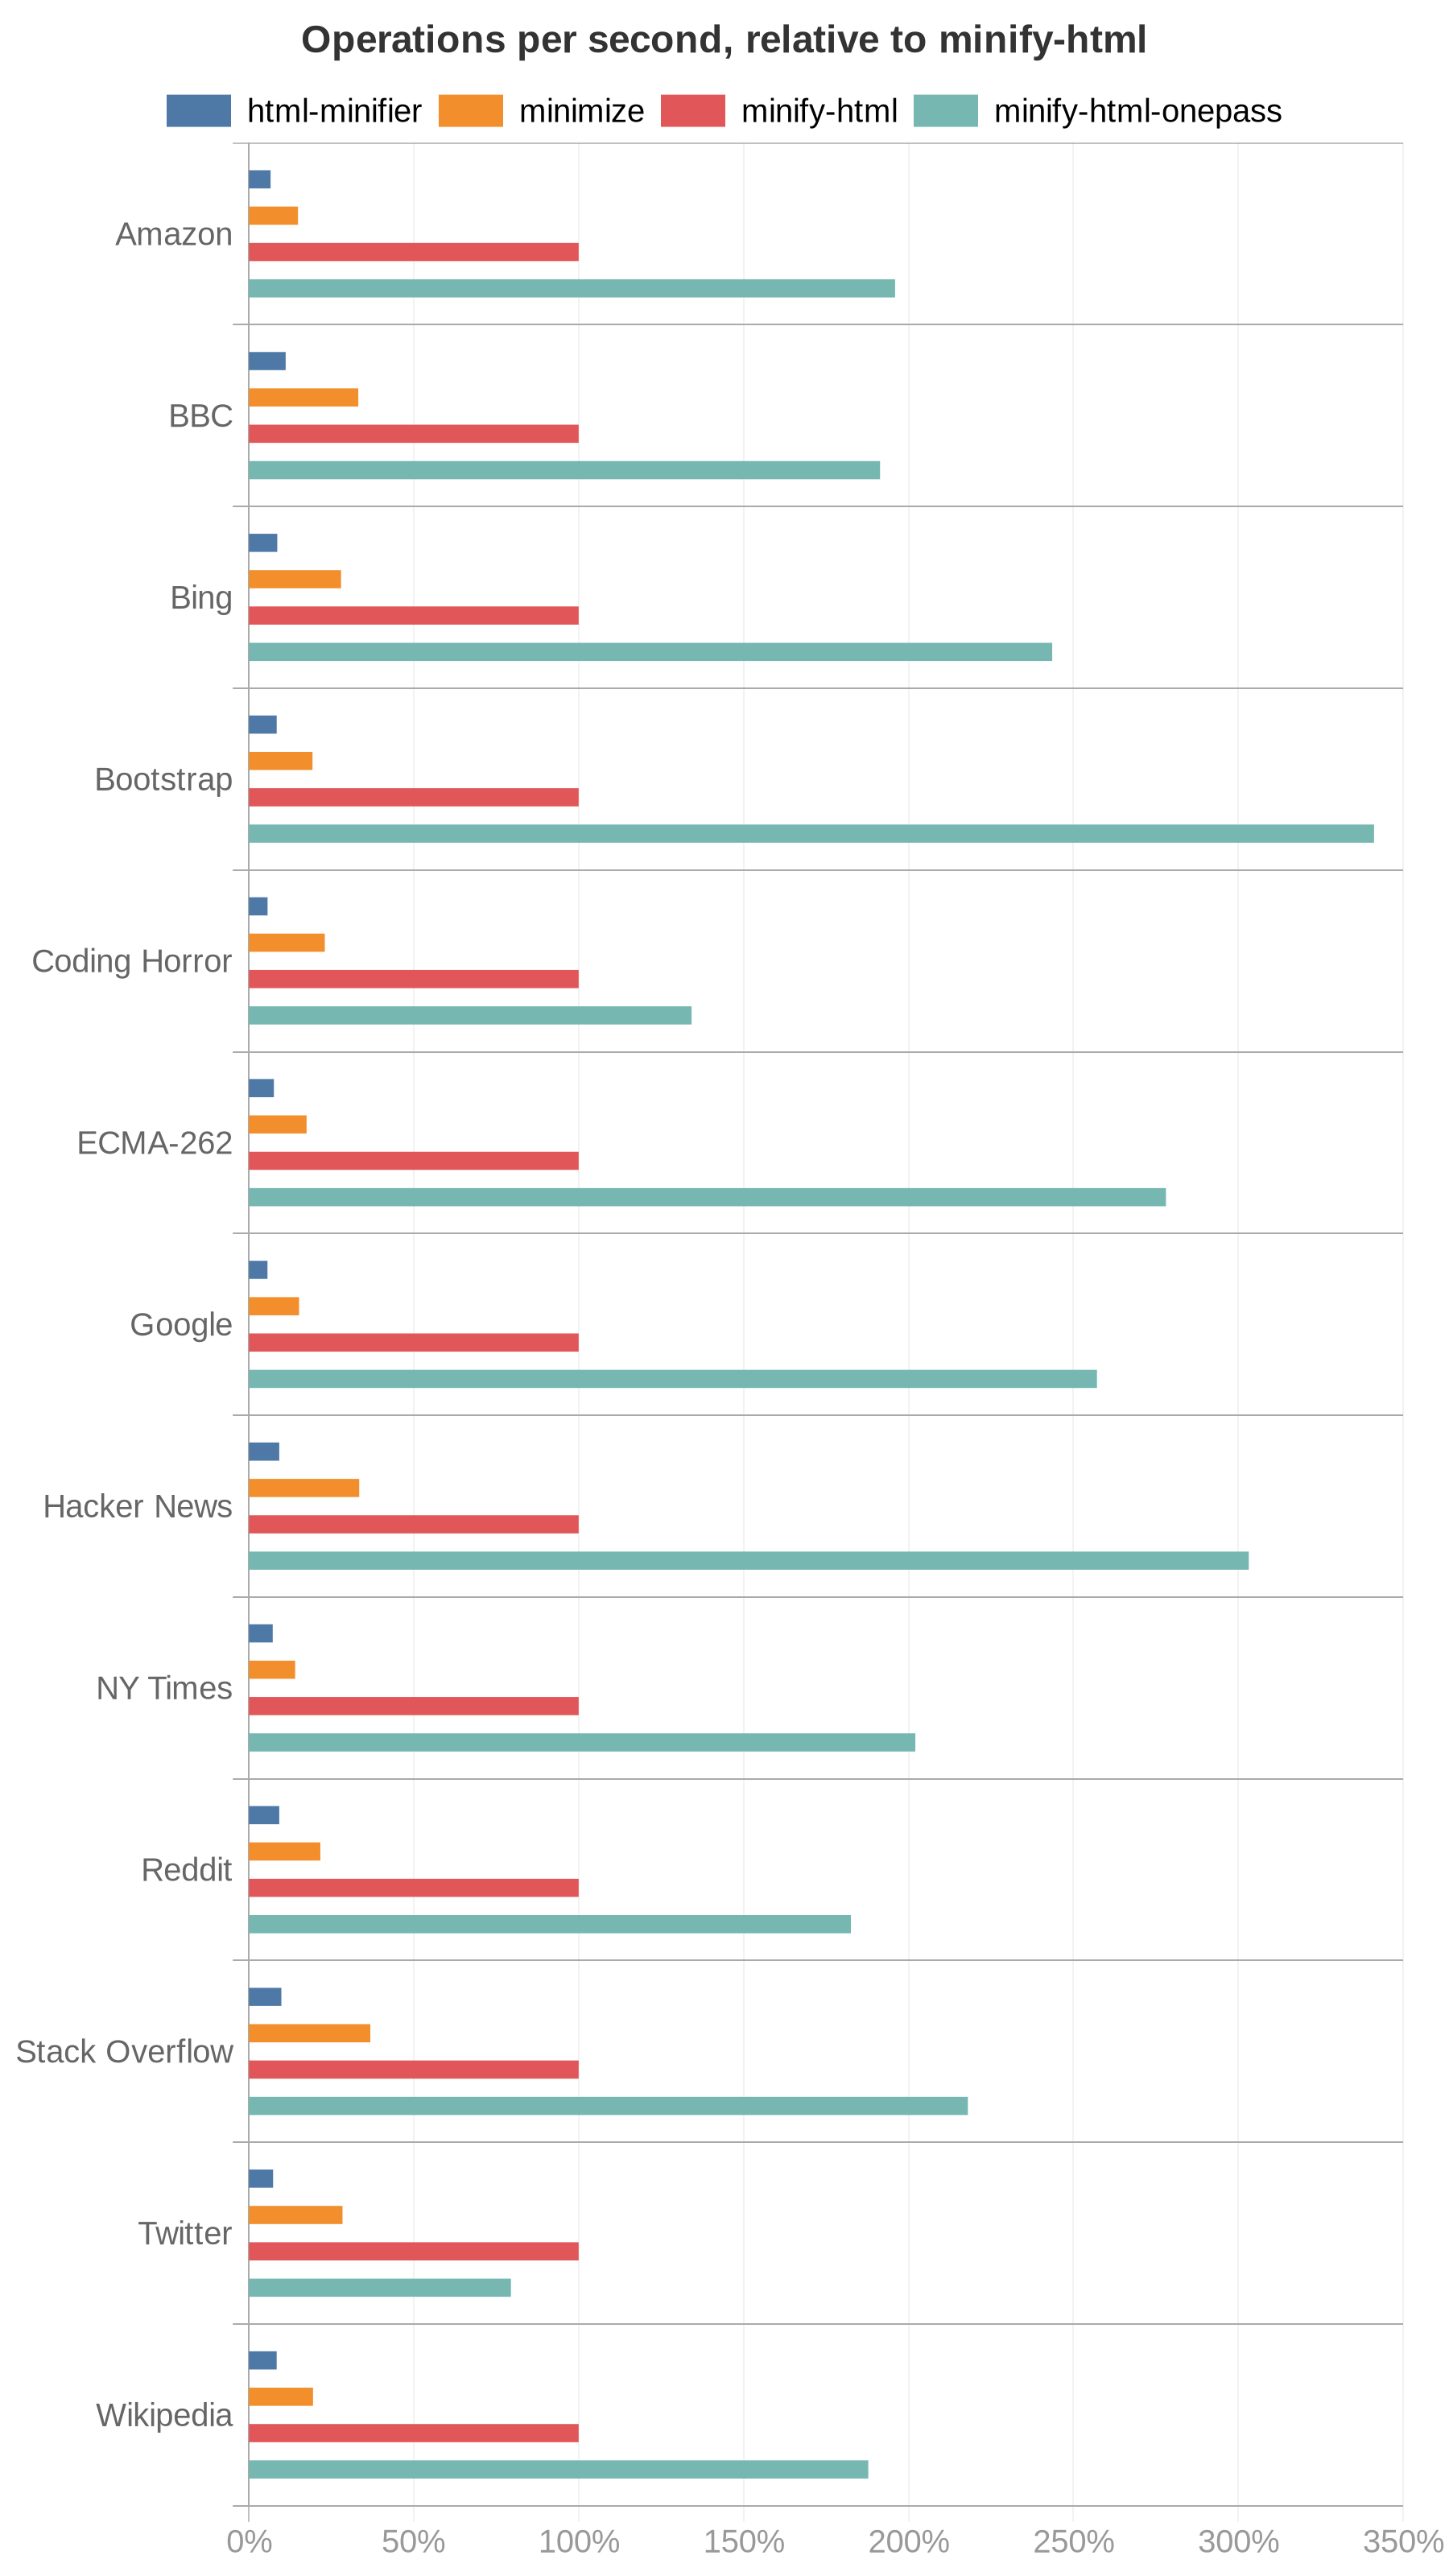 Operations per second, relative to minify-html
html-minifier minimize minify-html minify-html-onepass
Amazon
BBC
Bing
Bootstrap
Coding Horror
ECMA-262
Google
Hacker News
NY Times
Reddit
Stack Overflow
Twitter
Wikipedia
0% 50% 100% 150% 200% 250% 300% 350%